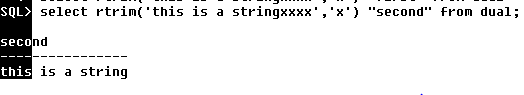 SQL> select rtrim('this is a stringxxxx','x') "second" from dual;
second
----------------
this is a string